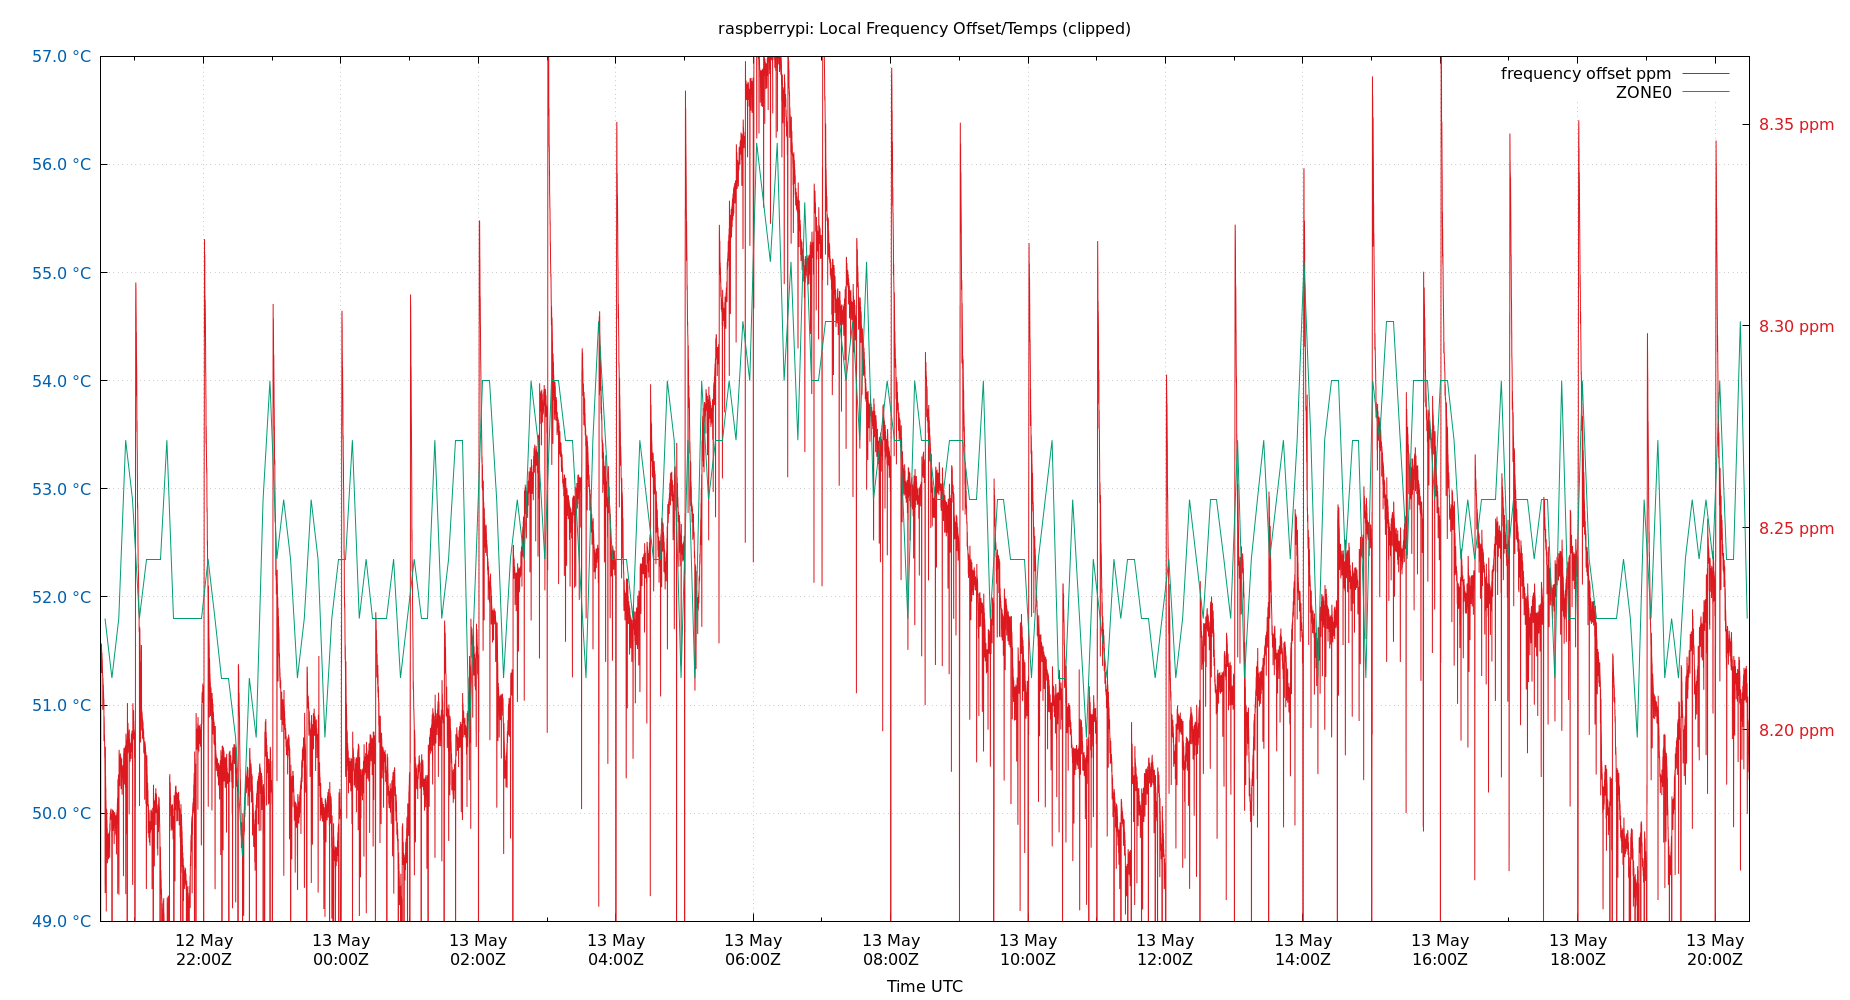 raspberrypi: Local Frequency Offset/Temps (clipped)
57.0 °C
56.0 °C
55.0 °C
54.0 °C
53.0 °C
52.0 °C
51.0 °C
50.0 °C
49.0 °C
frequency offset ppm
ZONE0
8.35 ppm
8.30 ppm
8.25 ppm
8.20 ppm
12 May
22:00Z
13 May
00:00Z
13 May
02:00Z
13 May
04:00Z
13 May
06:00Z
13 May
08:00Z
13 May
10:00Z
13 May
12:00Z
13 May
14:00Z
13 May
16:00Z
13 May
18:00Z
13 May
20:00Z
Time UTC